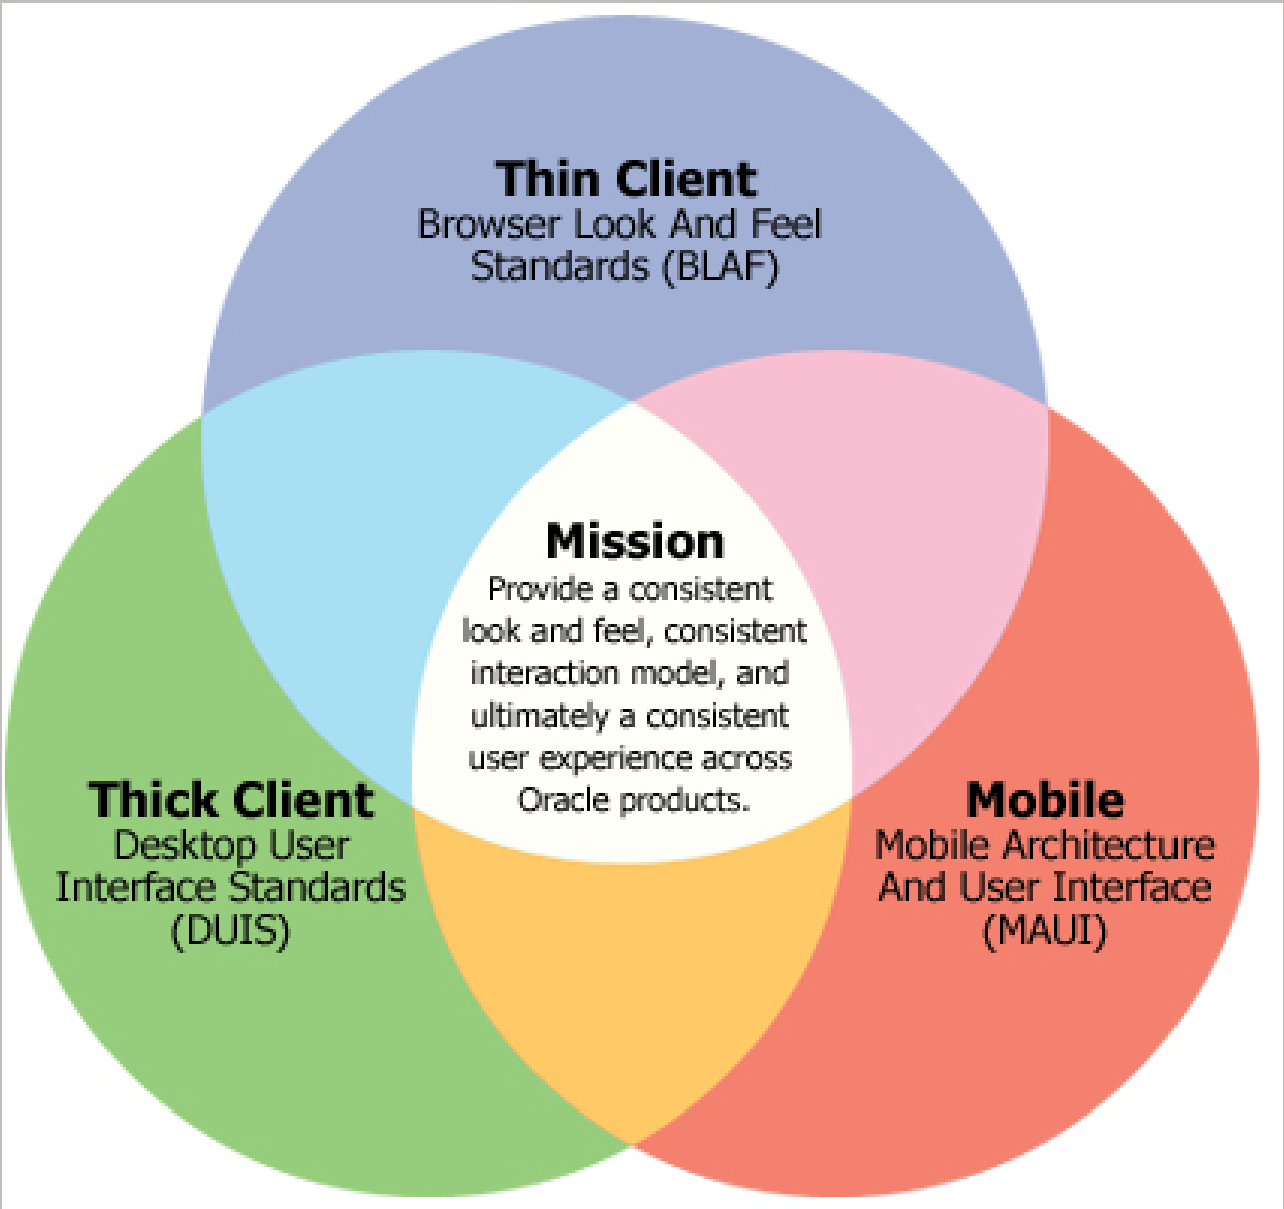 Thin Client
Browser Look And Feel
Standards (BLAF)
Mission
Provide a consistent
look and feel, consistent
interaction model, and
ultimately a consistent
user experience across
Oracle products.
Thick Client
Desktop User
Interface Standards
(DUIS)
Mobile
Mobile Architecture
And User Interface
(MAUI)